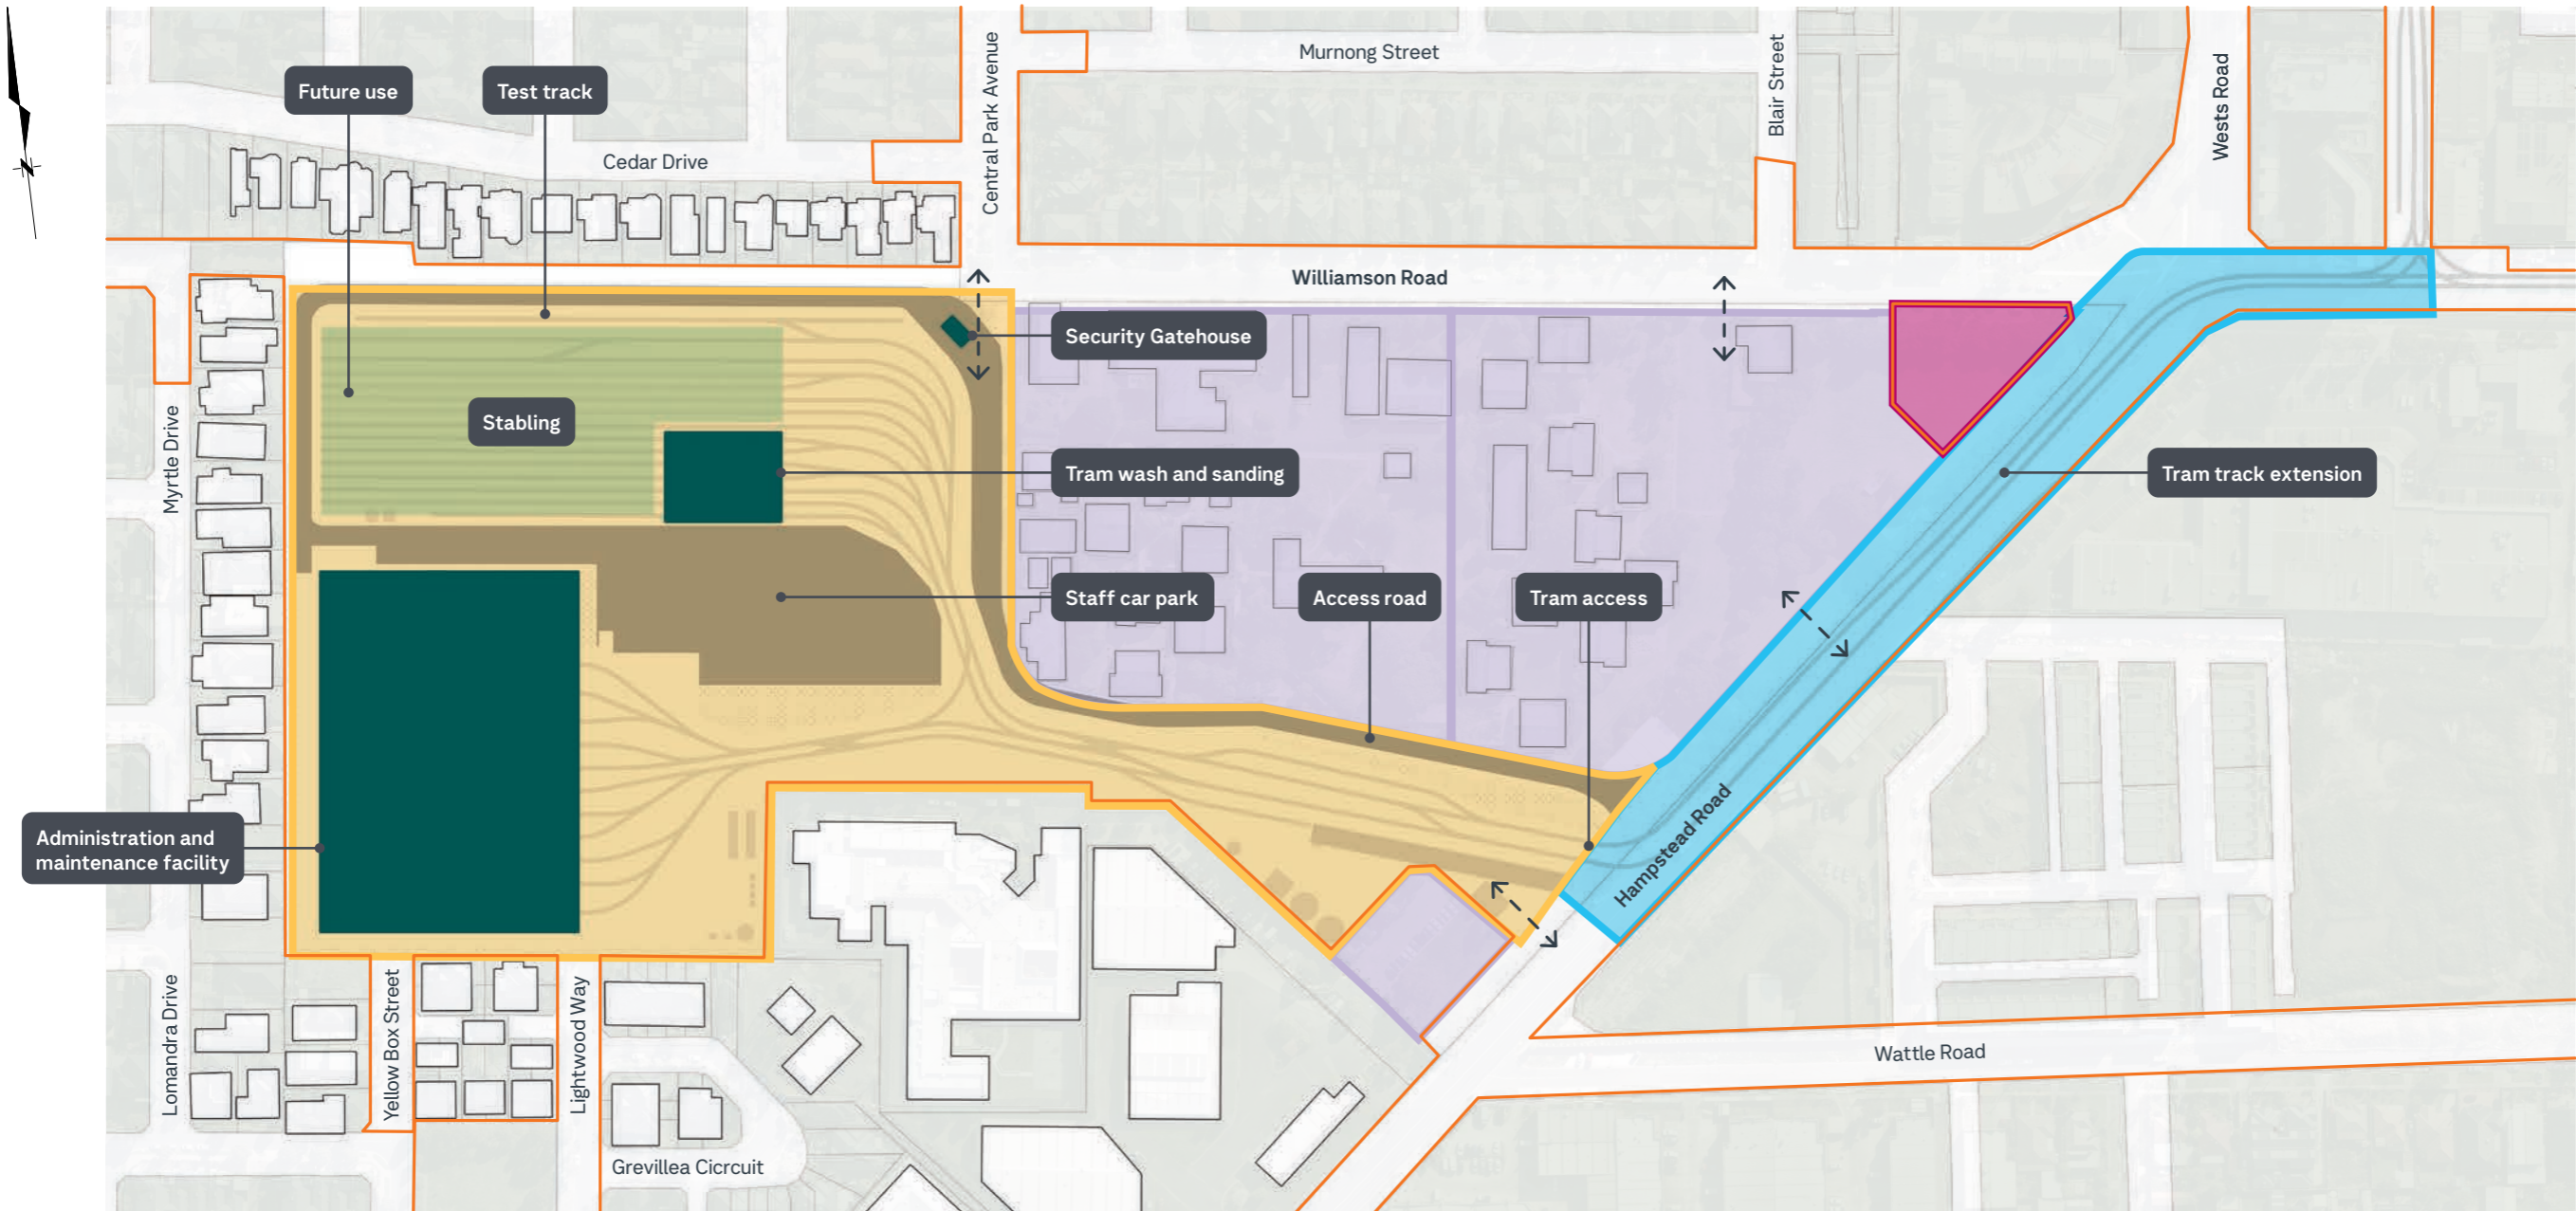 Murnong Street
Central Park Avenue
Blair Street
Wests Road
Future use
Test track
Cedar Drive
Williamson Road
Security Gatehouse
Stabling
Myrtle Drive
Tram wash and sanding
Tram track extension
Staff car park
Access road
Tram access
Administration and
maintenance facility
Hampstead Road
Lomandra Drive
Yellow Box Street
Lightwood Way
Wattle Road
Grevillea Cicrcuit